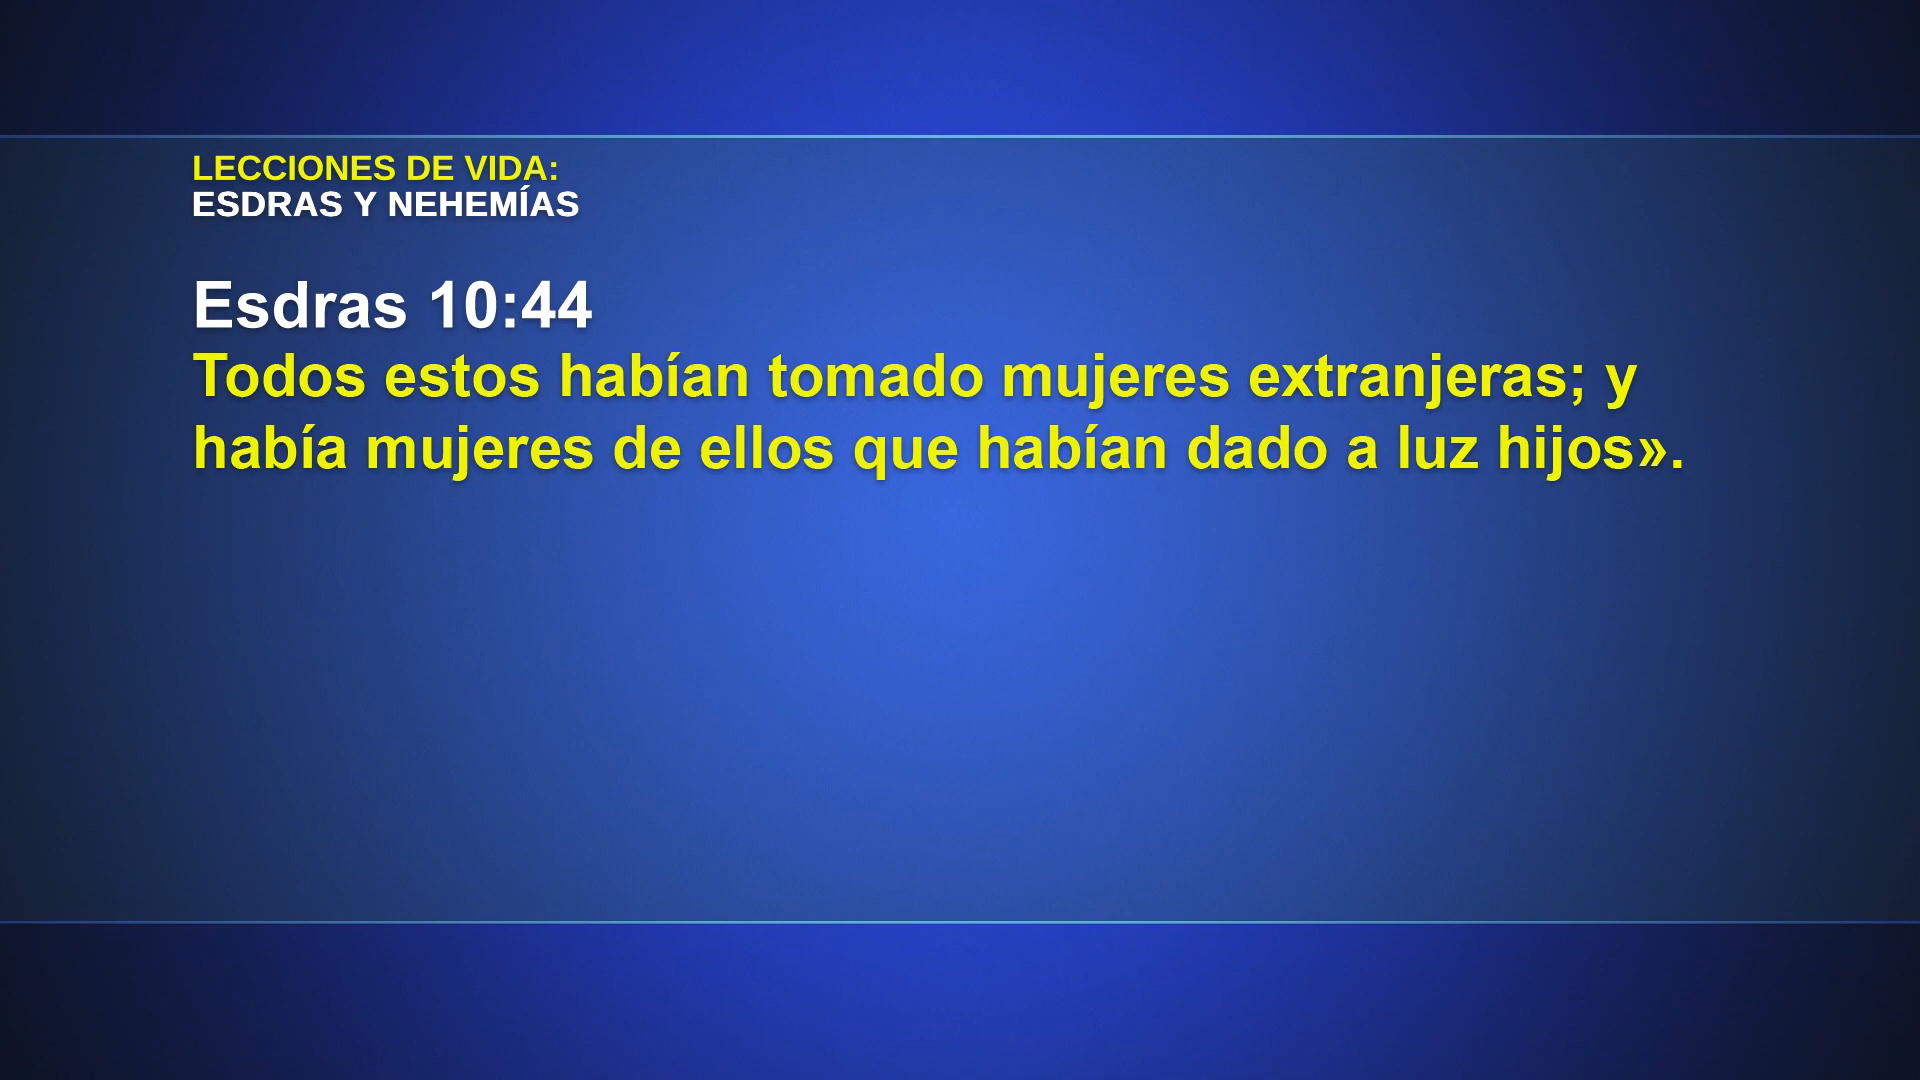 LECCIONES DE VIDA:
ESDRAS Y NEHEMÍAS
Esdras 10:44
Todos estos habían tomado mujeres extranjeras; y
había mujeres de ellos que habían dado a luz hijos».